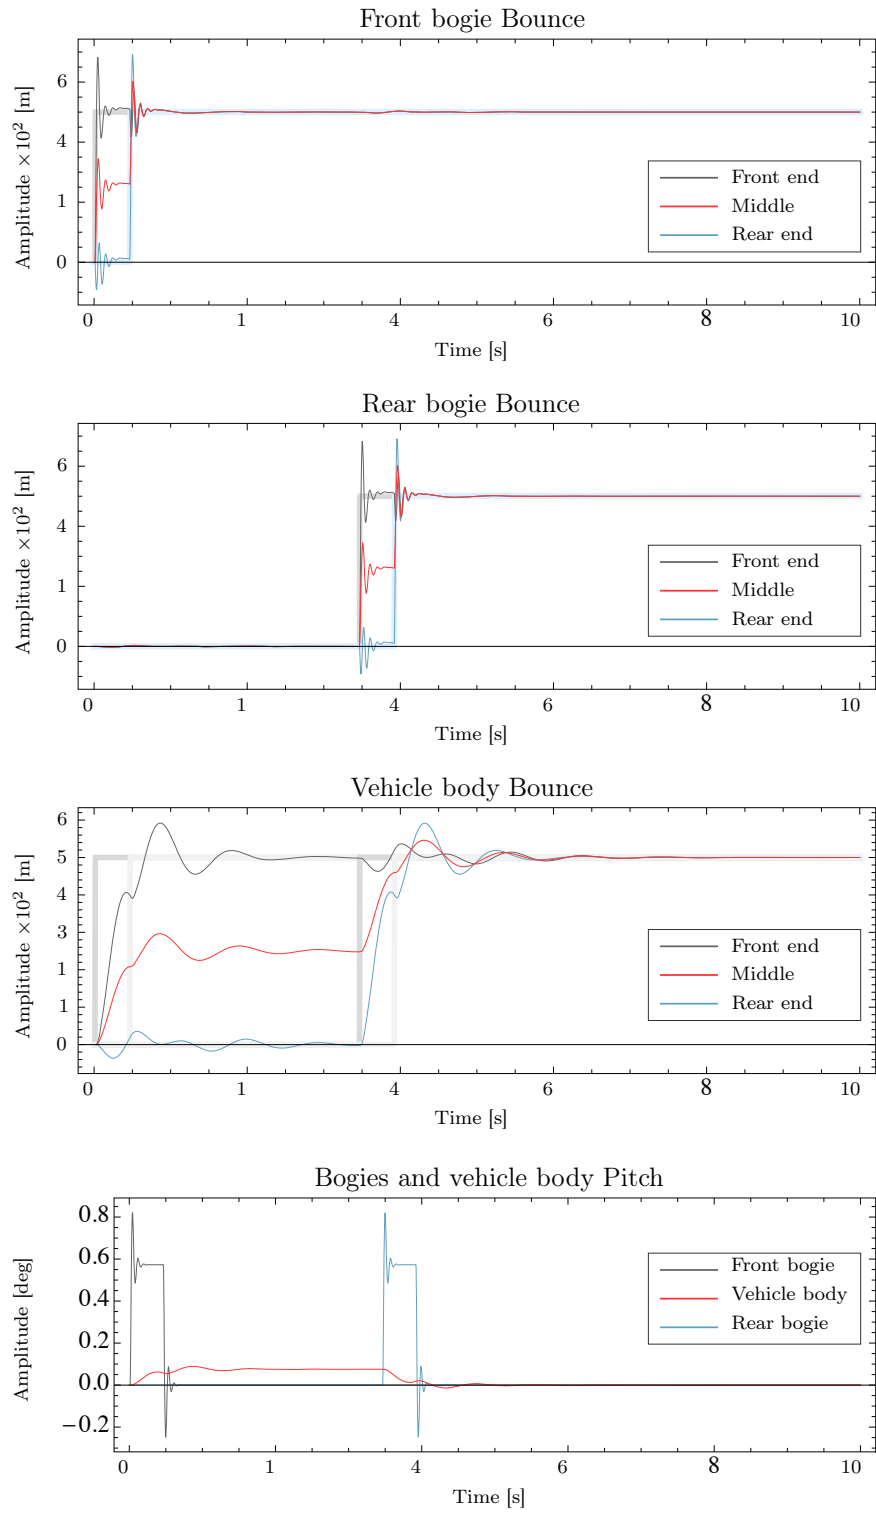 Front bogie Bounce
6
4
1
0
Amplitude ×10² [m]
Front end
Middle
Rear end
0 1 4 6 8 10
Time [s]
Rear bogie Bounce
6
4
1
0
Amplitude ×10² [m]
Front end
Middle
Rear end
0 1 4 6 8 10
Time [s]
Vehicle body Bounce
6
5
4
3
1
1
0
Amplitude ×10² [m]
Front end
Middle
Rear end
0 1 4 6 8 10
Time [s]
Bogies and vehicle body Pitch
0.8
0.6
0.4
0.2
0.0
−0.2
Amplitude [deg]
Front bogie
Vehicle body
Rear bogie
0 1 4 6 8 10
Time [s]